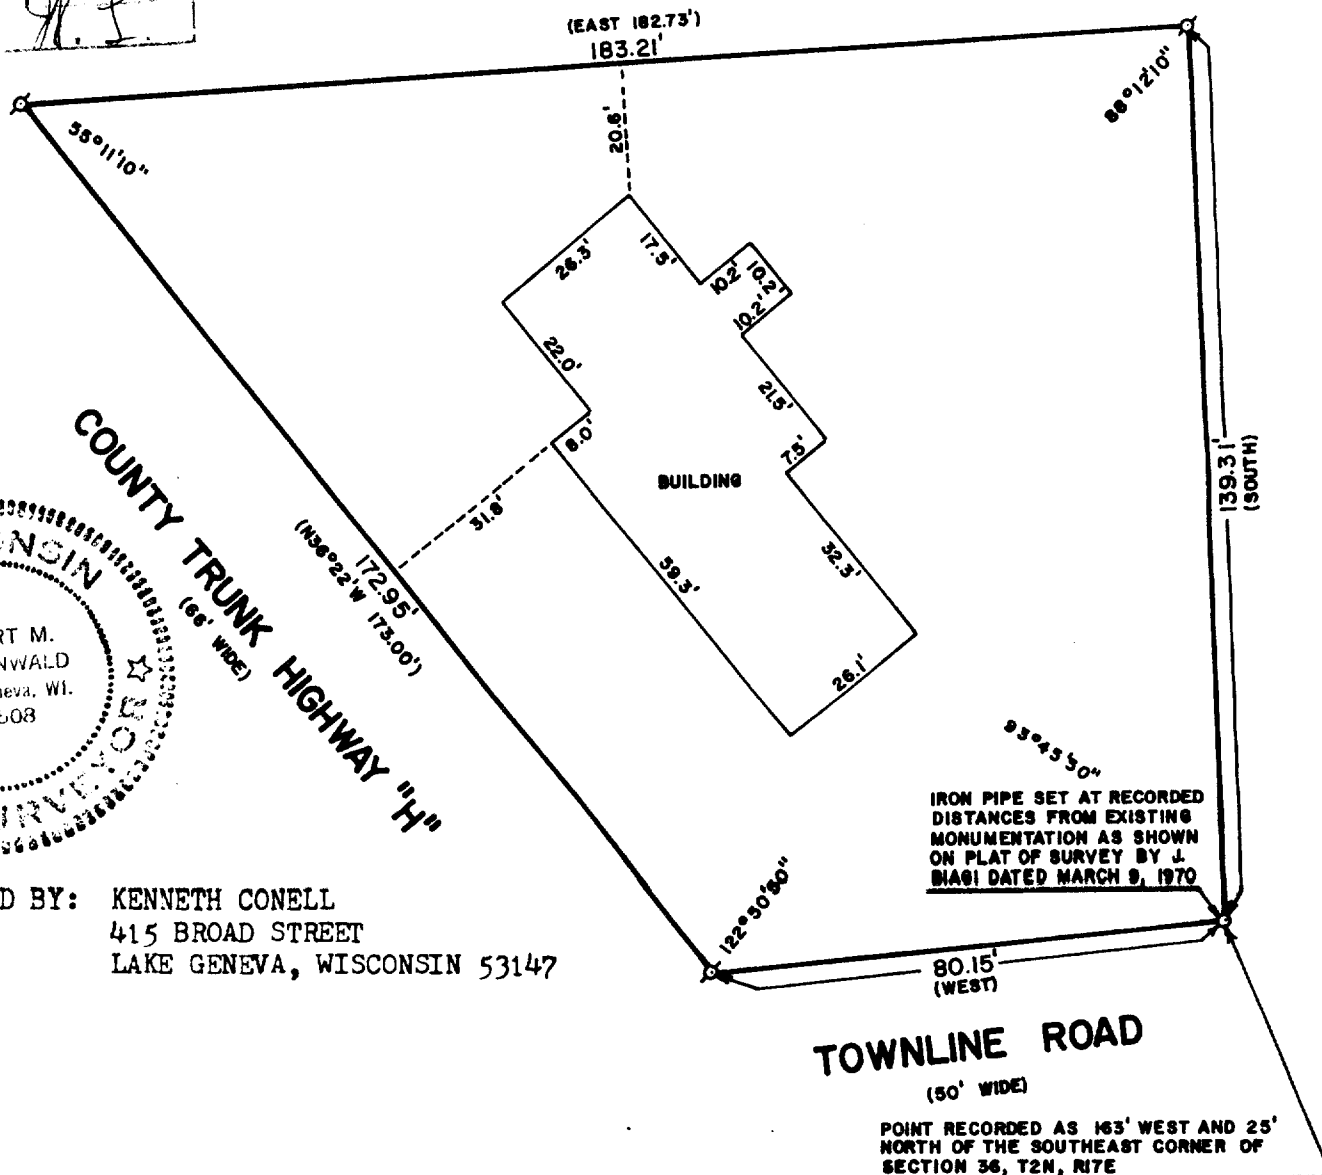 (EAST 182.73')
183.21'
20.6'
55°11'10"
88°12'10"
26.3'
17.5'
10.2'
10.2'
10.2'
22.0'
21.5'
8.0'
7.5'
BUILDING
31.8'
59.3'
32.3'
26.1'
139.31'
(SOUTH)
COUNTY TRUNK HIGHWAY "H"
(66' WIDE)
172.95'
(N36°22'W 173.00')
93°45'50"
122°50'50"
IRON PIPE SET AT RECORDED
DISTANCES FROM EXISTING
MONUMENTATION AS SHOWN
ON PLAT OF SURVEY BY J.
BIAGI DATED MARCH 9, 1970
RT M.
NWALD
neva, WI.
D BY: KENNETH CONELL
415 BROAD STREET
LAKE GENEVA, WISCONSIN 53147
80.15'
(WEST)
TOWNLINE ROAD
(50' WIDE)
POINT RECORDED AS 163' WEST AND 25'
NORTH OF THE SOUTHEAST CORNER OF
SECTION 36, T2N, R17E